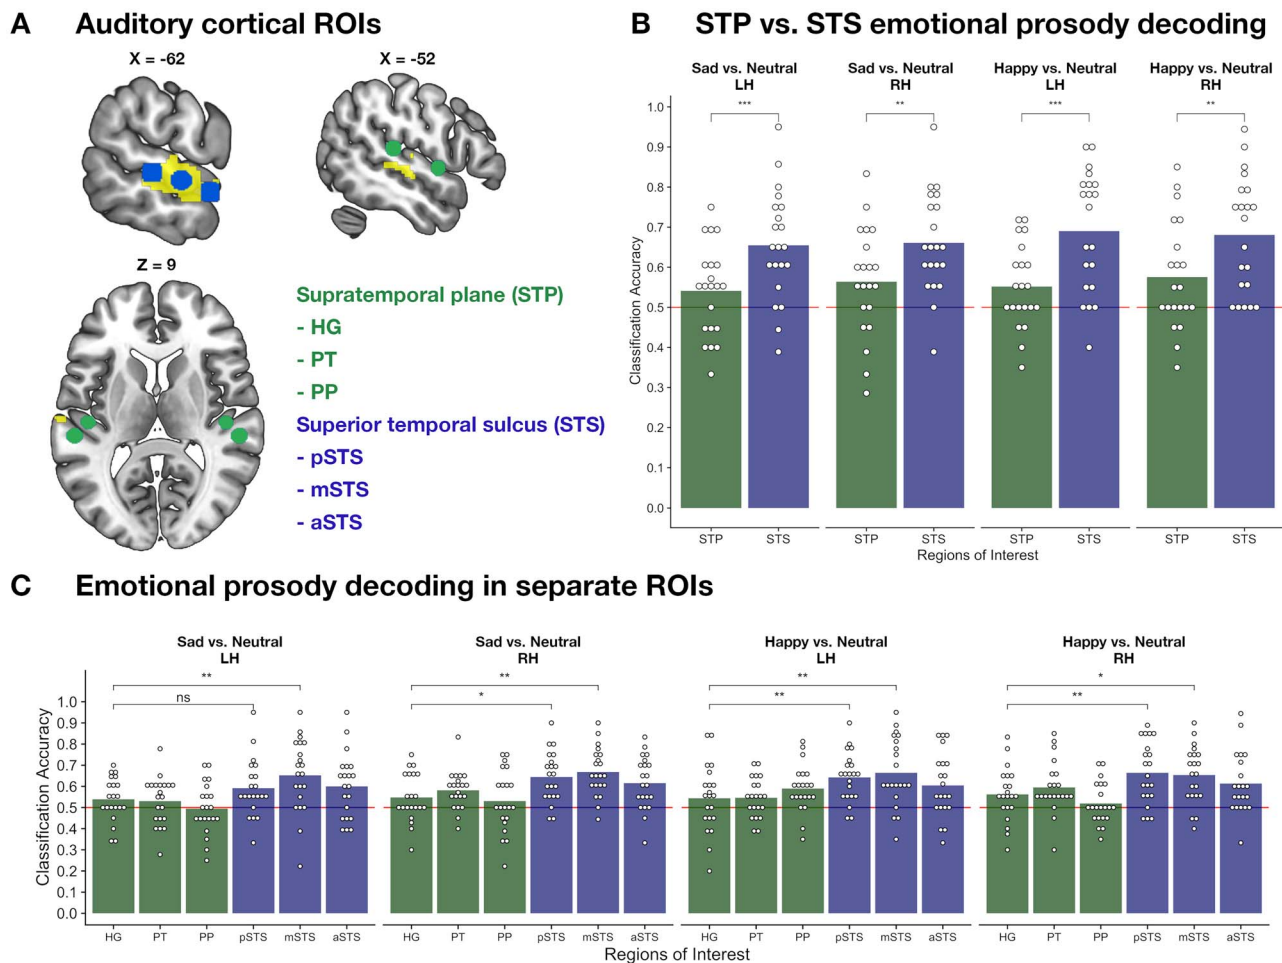 A Auditory cortical ROIs
X = -62
X = -52
Z = 9
Supratemporal plane (STP)
- HG
- PT
- PP
Superior temporal sulcus (STS)
- pSTS
- mSTS
- aSTS
B STP vs. STS emotional prosody decoding
Sad vs. Neutral LH
Sad vs. Neutral RH
Happy vs. Neutral LH
Happy vs. Neutral RH
*** ** *** **
Classification Accuracy
1.0
0.9
0.8
0.7
0.6
0.5
0.4
0.3
0.2
0.1
0.0
STP STS STP STS STP STS STP STS
Regions of Interest
C Emotional prosody decoding in separate ROIs
Sad vs. Neutral LH
Sad vs. Neutral RH
Happy vs. Neutral LH
Happy vs. Neutral RH
** ** ** *
ns * ** **
Classification Accuracy
1.0
0.9
0.8
0.7
0.6
0.5
0.4
0.3
0.2
0.1
0.0
HG PT PP pSTS mSTS aSTS HG PT PP pSTS mSTS aSTS HG PT PP pSTS mSTS aSTS HG PT PP pSTS mSTS aSTS
Regions of Interest